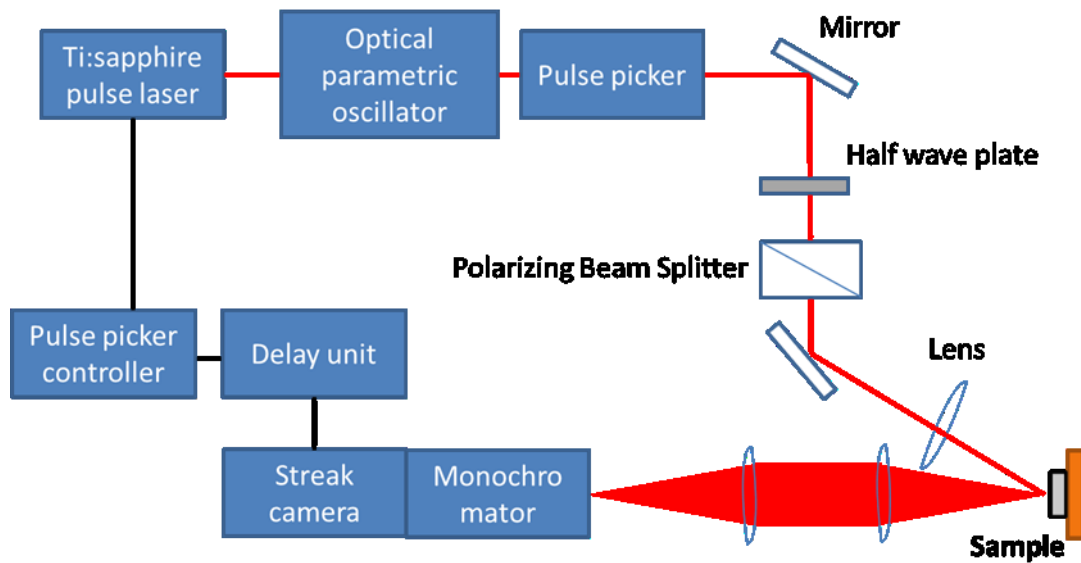 Ti:sapphire
pulse laser
Optical
parametric
oscillator
Pulse picker
Mirror
Half wave plate
Polarizing Beam Splitter
Pulse picker
controller
Delay unit
Lens
Streak
camera
Monochro
mator
Sample